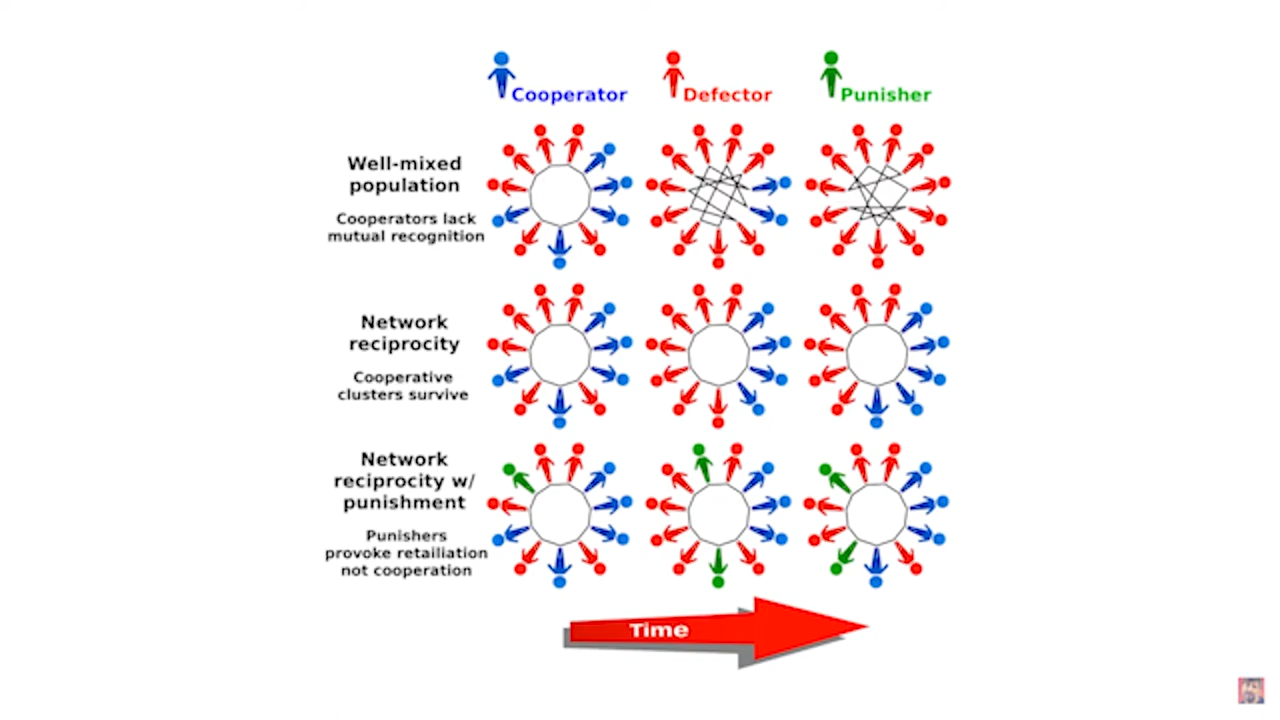 Cooperator
Defector
Punisher
Well-mixed
population
Cooperators lack
mutual recognition
Network
reciprocity
Cooperative
clusters survive
Network
reciprocity w/
punishment
Punishers
provoke retailiation
not cooperation
Time